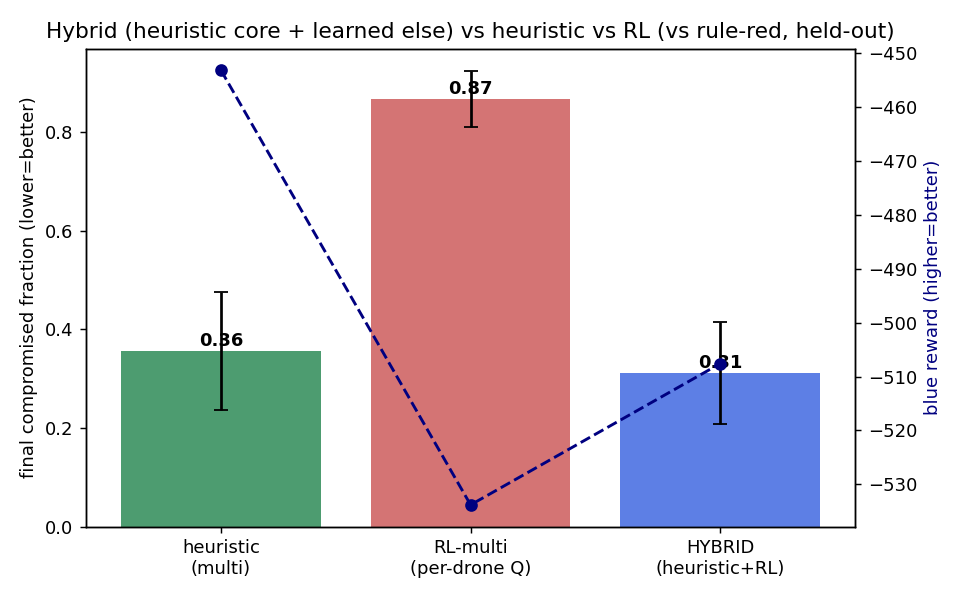 Hybrid (heuristic core + learned else) vs heuristic vs RL (vs rule-red, held-out)
final compromised fraction (lower=better)
0.8
0.6
0.4
0.2
0.0
0.36
0.87
0.31
−450
−460
−470
−480
−490
−500
−510
−520
−530
blue reward (higher=better)
heuristic
(multi)
RL-multi
(per-drone Q)
HYBRID
(heuristic+RL)